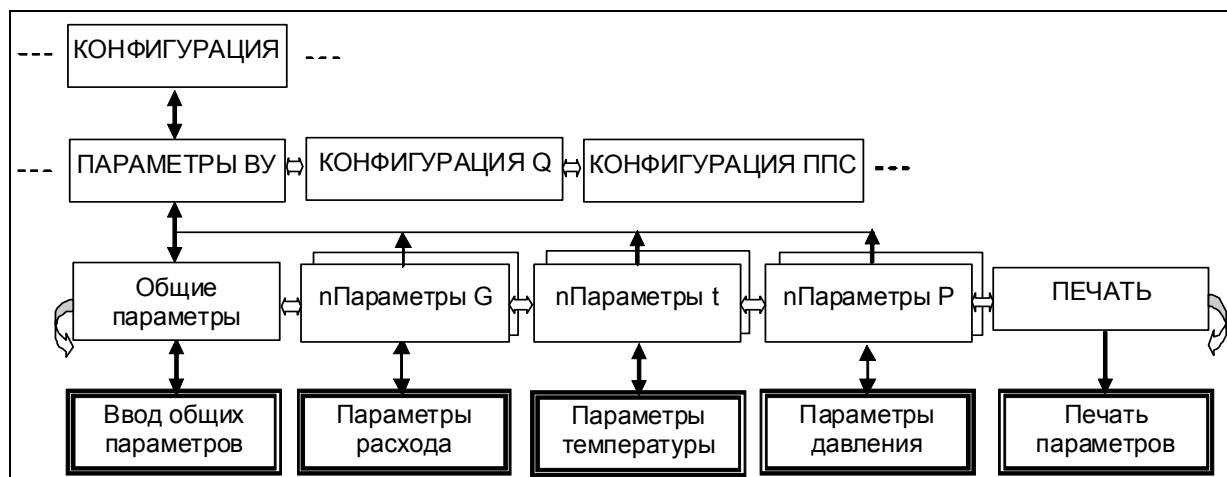 КОНФИГУРАЦИЯ
ПАРАМЕТРЫ ВУ
КОНФИГУРАЦИЯ Q
КОНФИГУРАЦИЯ ППС
Общие
параметры
nПараметры G
nПараметры t
nПараметры P
ПЕЧАТЬ
Ввод общих
параметров
Параметры
расхода
Параметры
температуры
Параметры
давления
Печать
параметров